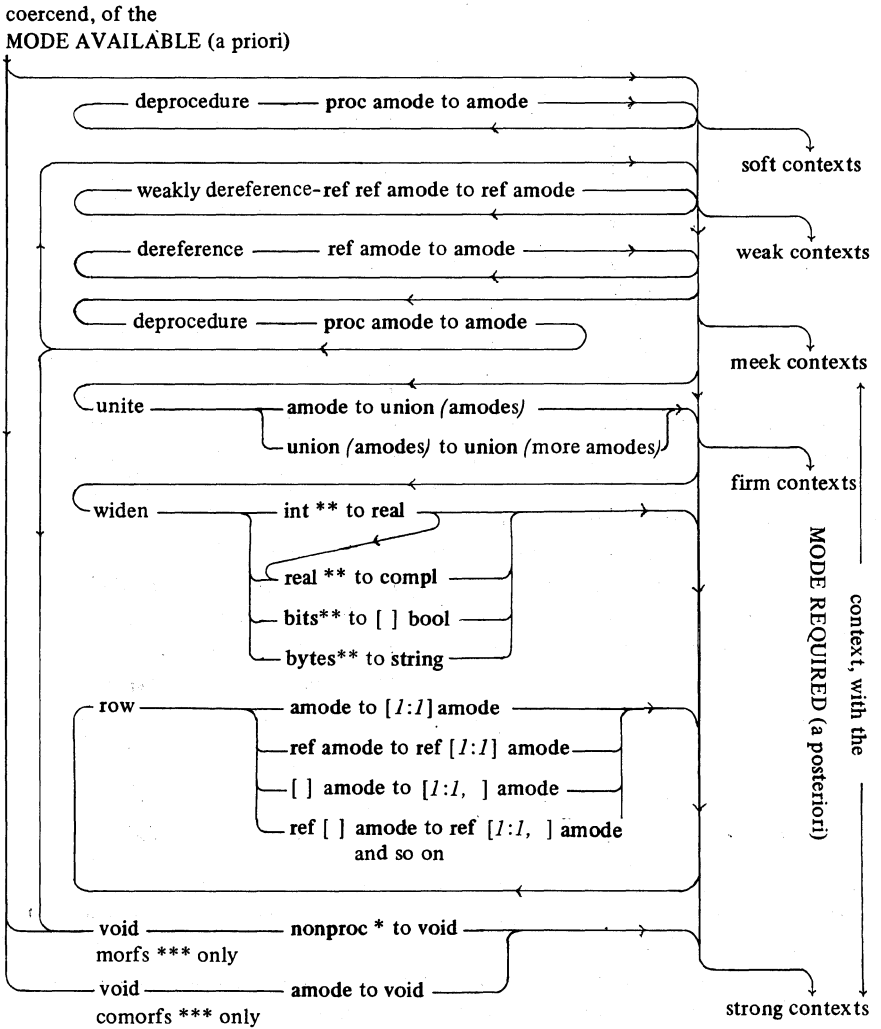 coercend, of the
MODE AVAILABLE (a priori)
deprocedure proc amode to amode
soft contexts
weakly dereference-ref ref amode to ref amode
dereference ref amode to amode
weak contexts
deprocedure proc amode to amode
meek contexts
unite amode to union (amodes)
union (amodes) to union (more amodes)
firm contexts
widen int ** to real
real ** to compl
bits** to [ ] bool
bytes** to string
context, with the
MODE REQUIRED (a posteriori)
row amode to [1:1] amode
ref amode to ref [1:1] amode
[ ] amode to [1:1, ] amode
ref [ ] amode to ref [1:1, ] amode
and so on
void nonproc * to void
morfs *** only
void amode to void
comorfs *** only
strong contexts